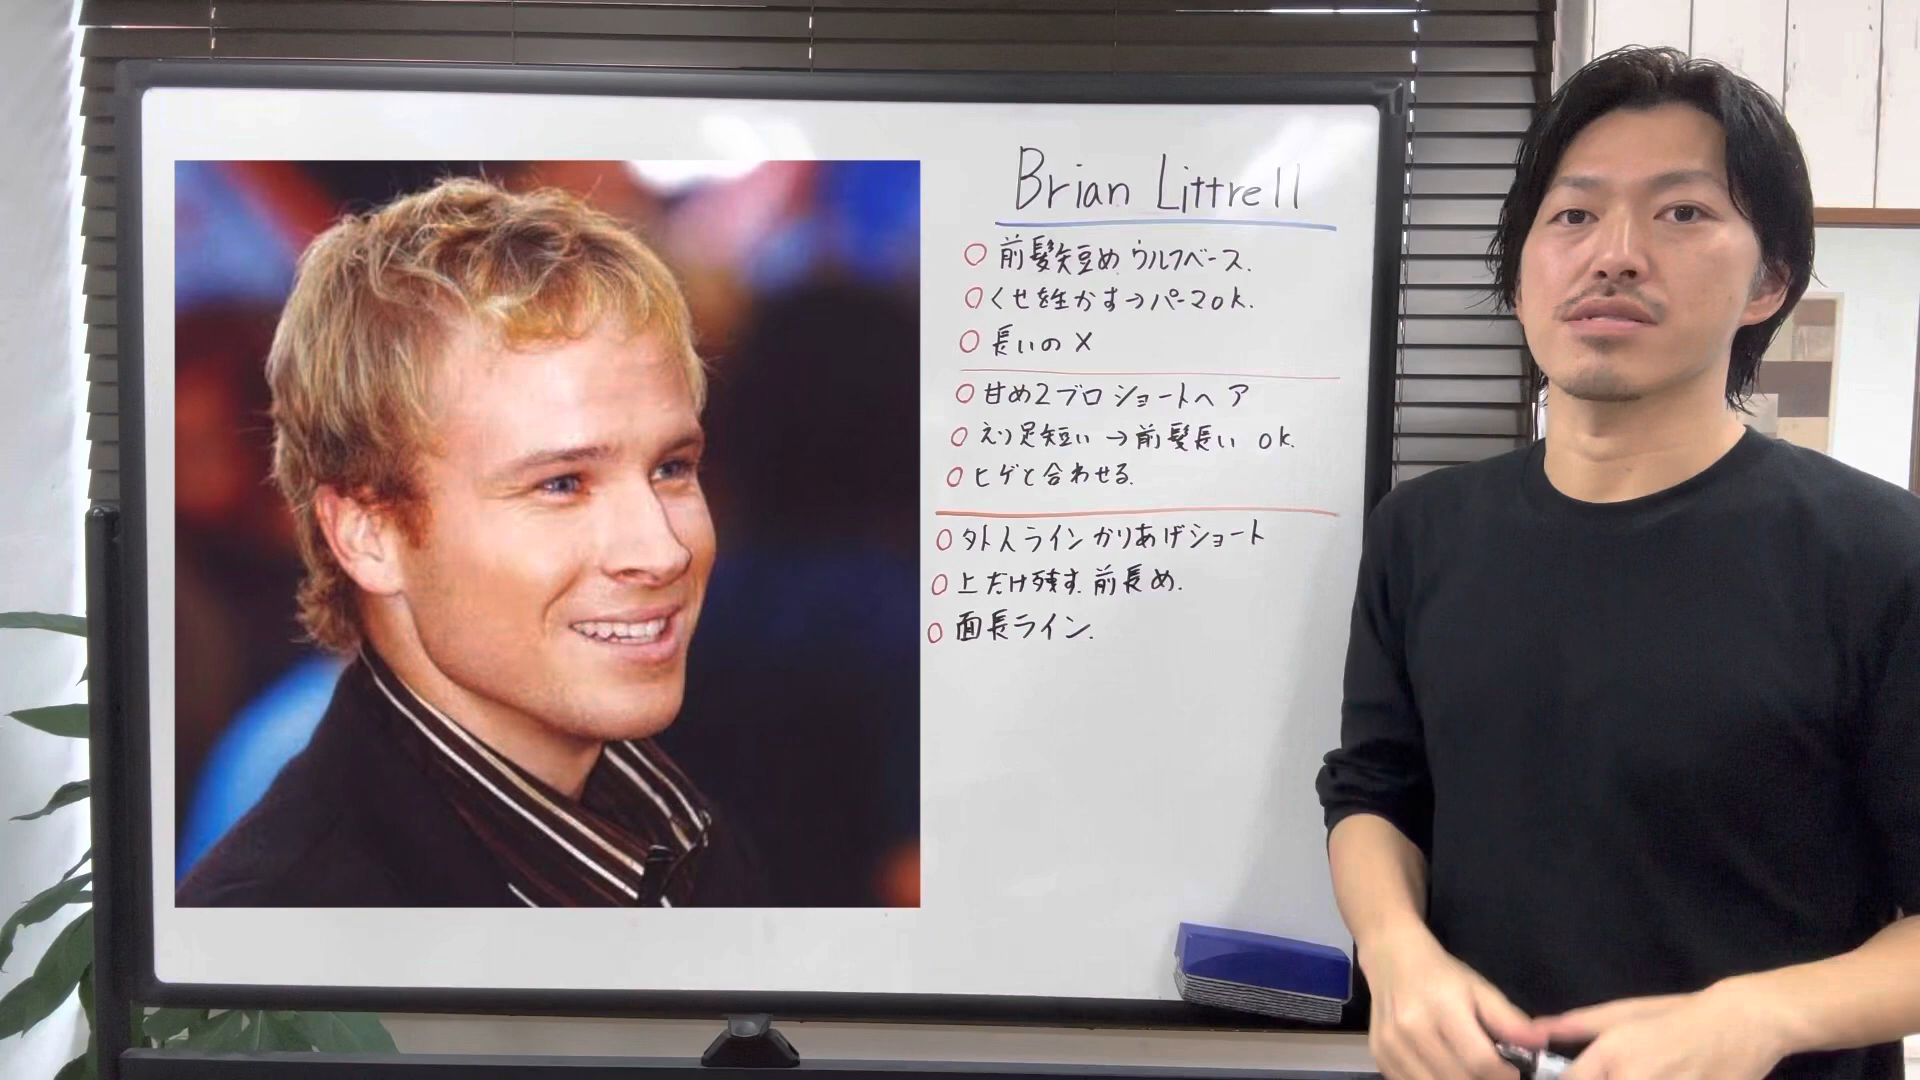 Brian Littrell
○ 前髪短め ウルフベース.
○ くせを生かす→パーマok.
○ 長いの ×
○ 甘め2ブロ ショートヘア
○ えり足短い→前髪長い ok.
○ ヒゲと合わせる.
○ 外人ライン かりあげショート
○ 上だけ残す. 前長め.
○ 面長ライン.